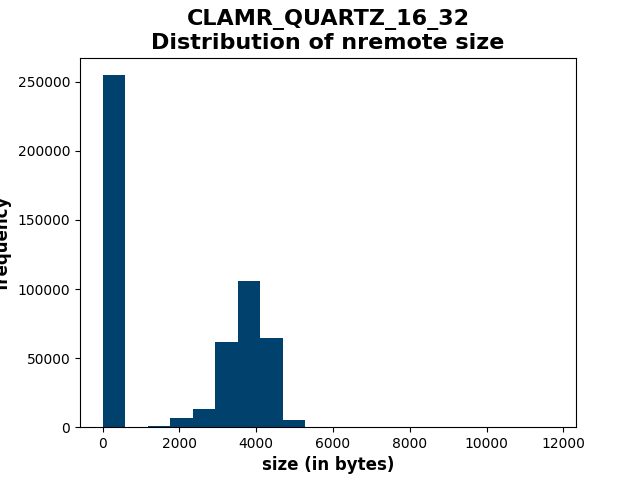 CLAMR_QUARTZ_16_32
Distribution of nremote size
250000
200000
150000
100000
50000
0
frequency
0 2000 4000 6000 8000 10000 12000
size (in bytes)